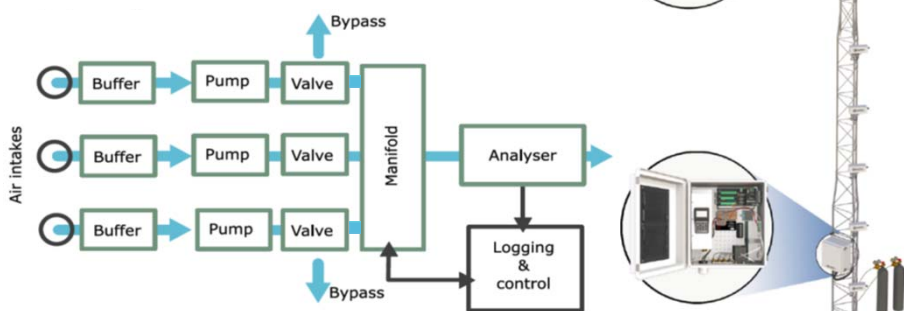 Bypass
Buffer
Pump
Valve
Buffer
Pump
Valve
Buffer
Pump
Valve
Air intakes
Manifold
Analyser
Logging
&
control
Bypass